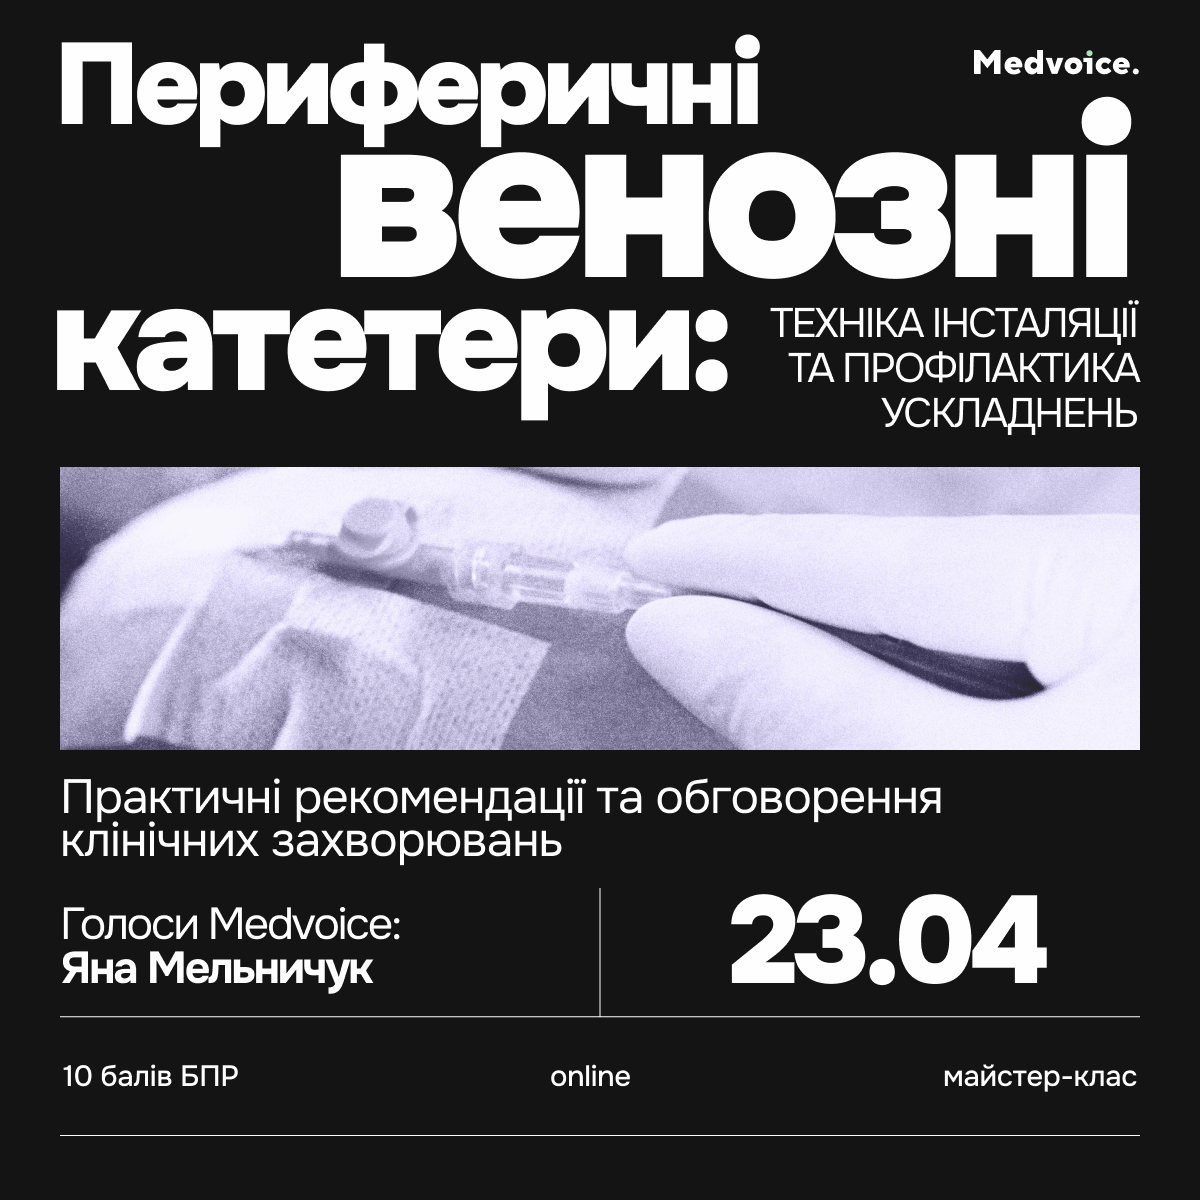 Периферичні
Medvoice.
венозні
катетери:
ТЕХНІКА ІНСТАЛЯЦІЇ
ТА ПРОФІЛАКТИКА
УСКЛАДНЕНЬ
Практичні рекомендації та обговорення
клінічних захворювань
Голоси Medvoice:
Яна Мельничук
23.04
10 балів БПР
online
майстер-клас